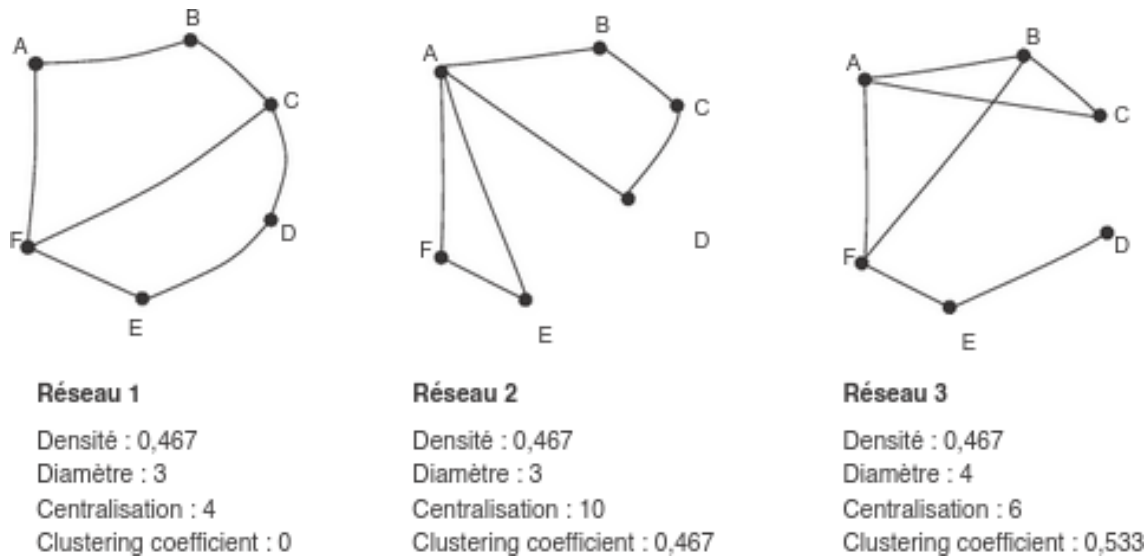 A
B
C
F
D
E
A
B
C
F
D
E
A
B
C
F
D
E
Réseau 1
Densité : 0,467
Diamètre : 3
Centralisation : 4
Clustering coefficient : 0
Réseau 2
Densité : 0,467
Diamètre : 3
Centralisation : 10
Clustering coefficient : 0,467
Réseau 3
Densité : 0,467
Diamètre : 4
Centralisation : 6
Clustering coefficient : 0,533